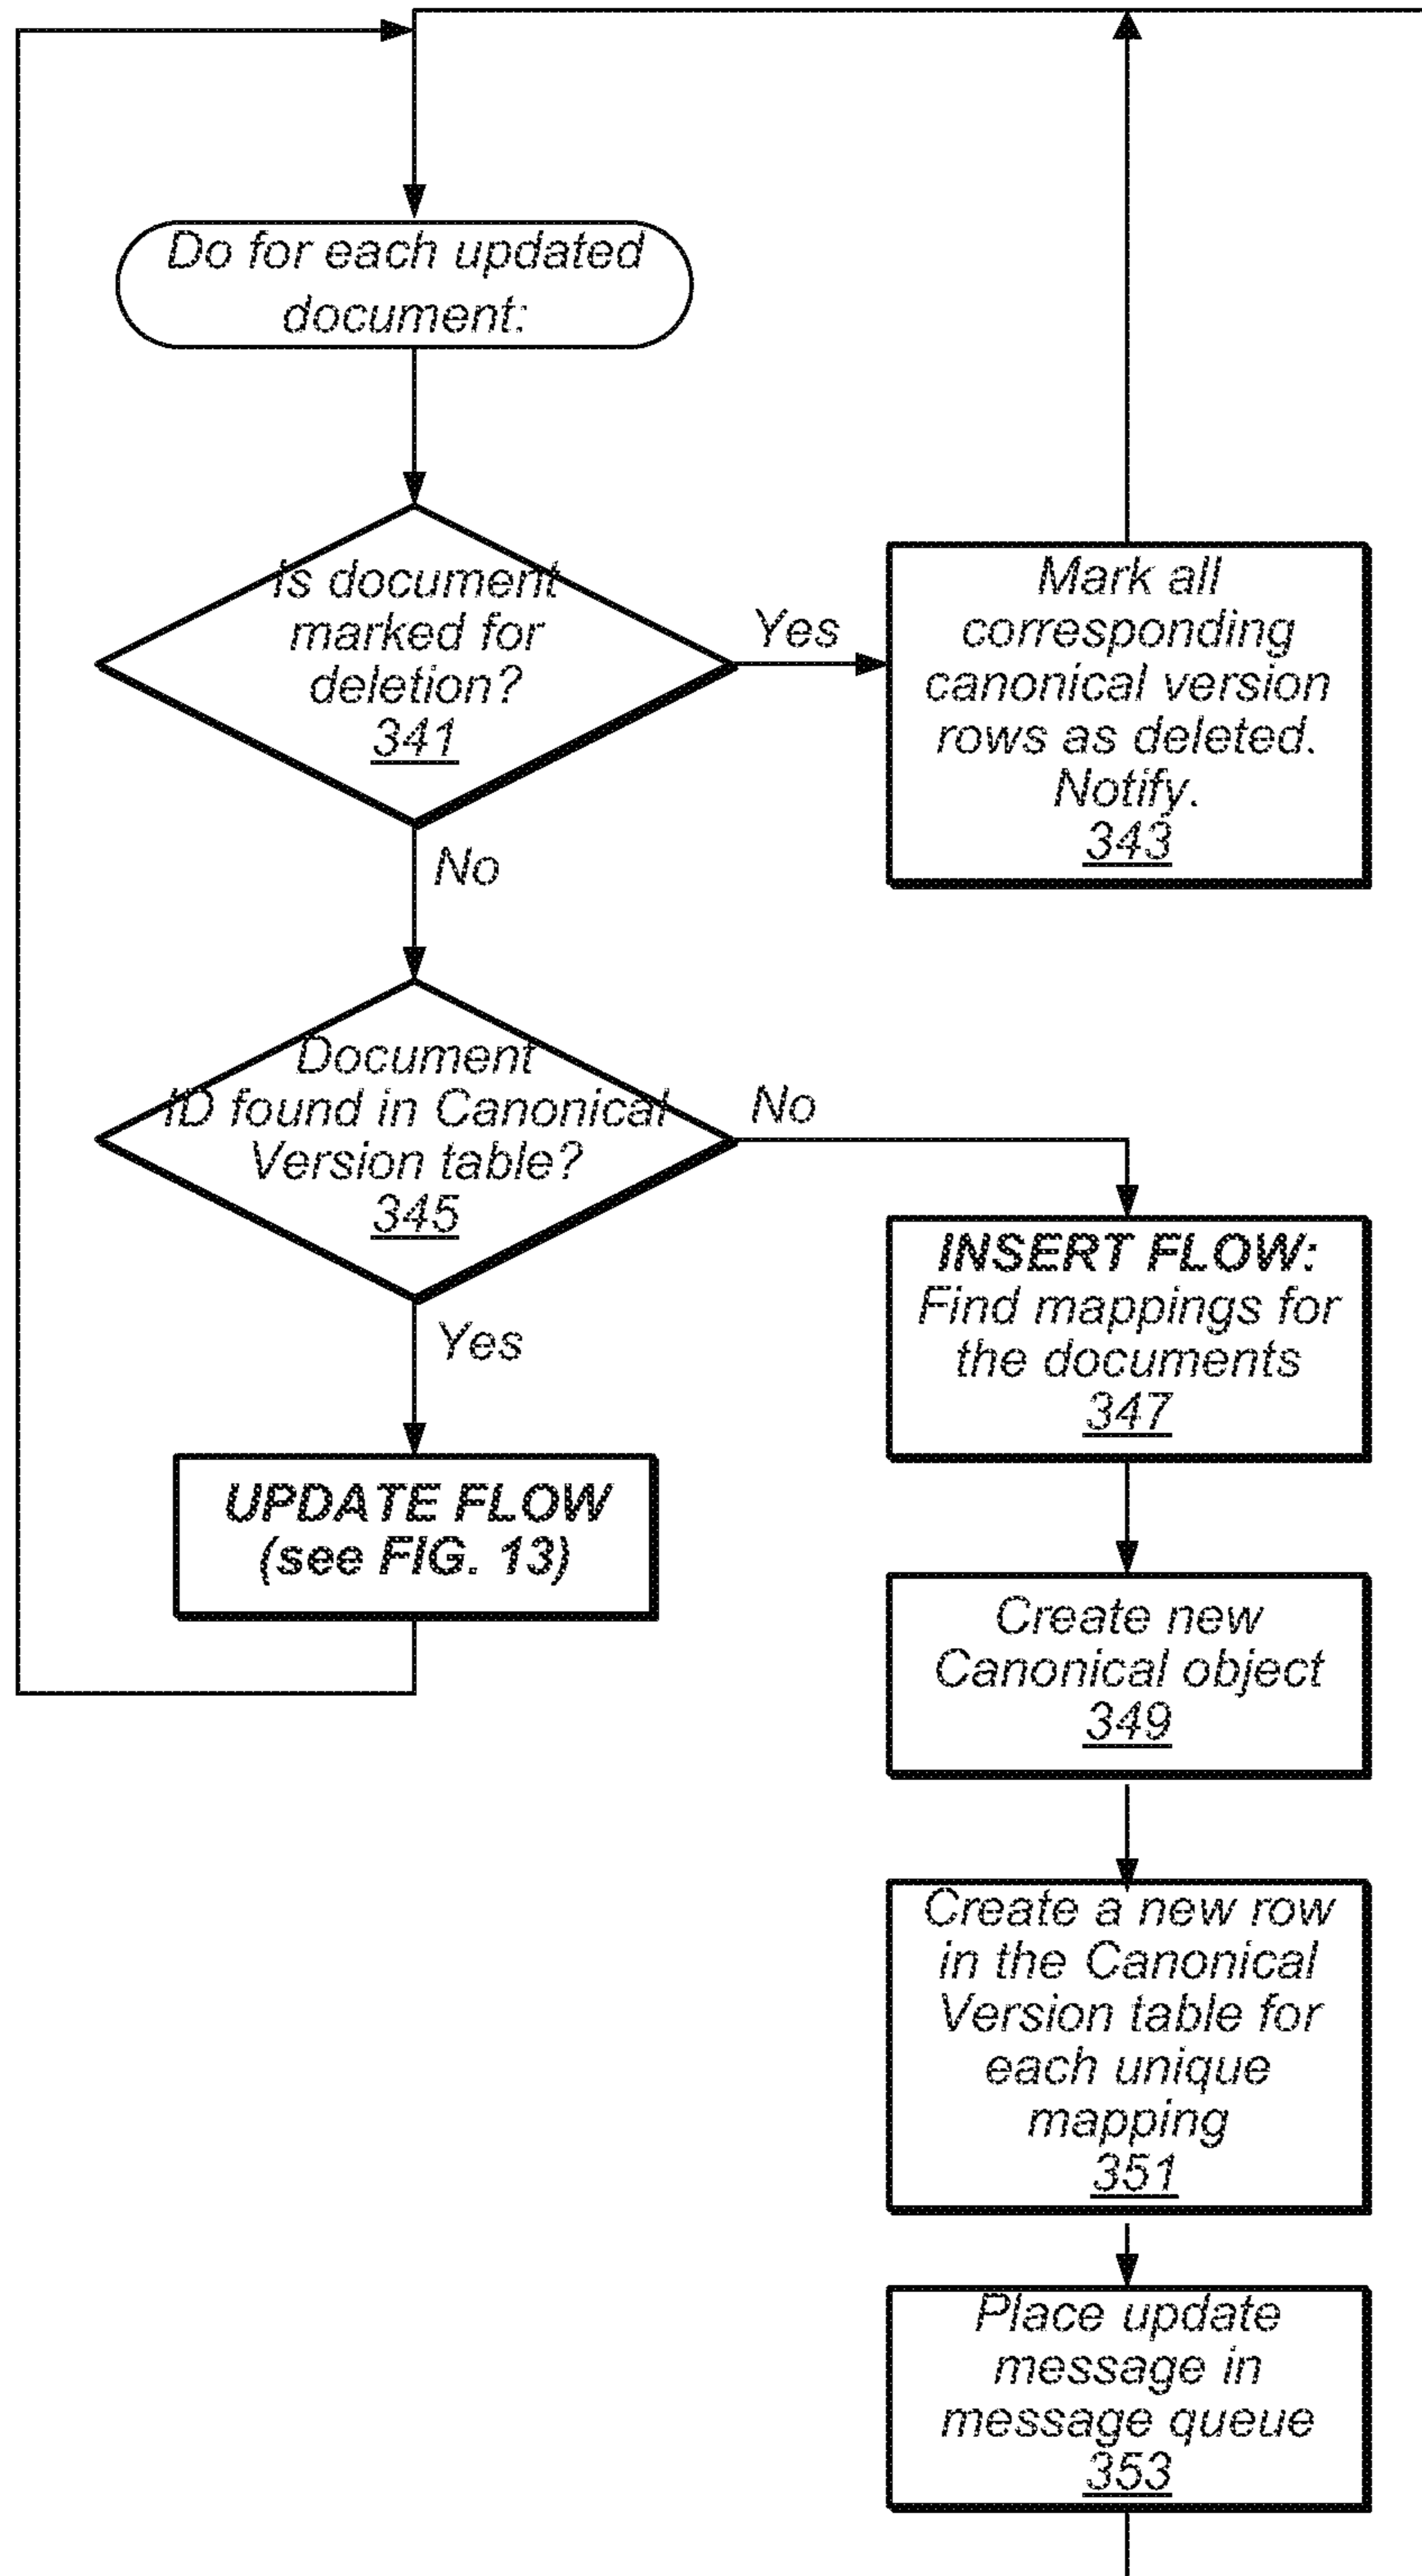 Do for each updated
document:
Is document
marked for
deletion?
341
Yes
Mark all
corresponding
canonical version
rows as deleted.
Notify.
343
No
Document
ID found in Canonical
Version table?
345
No
Yes
INSERT FLOW:
Find mappings for
the documents
347
UPDATE FLOW
(see FIG. 13)
Create new
Canonical object
349
Create a new row
in the Canonical
Version table for
each unique
mapping
351
Place update
message in
message queue
353